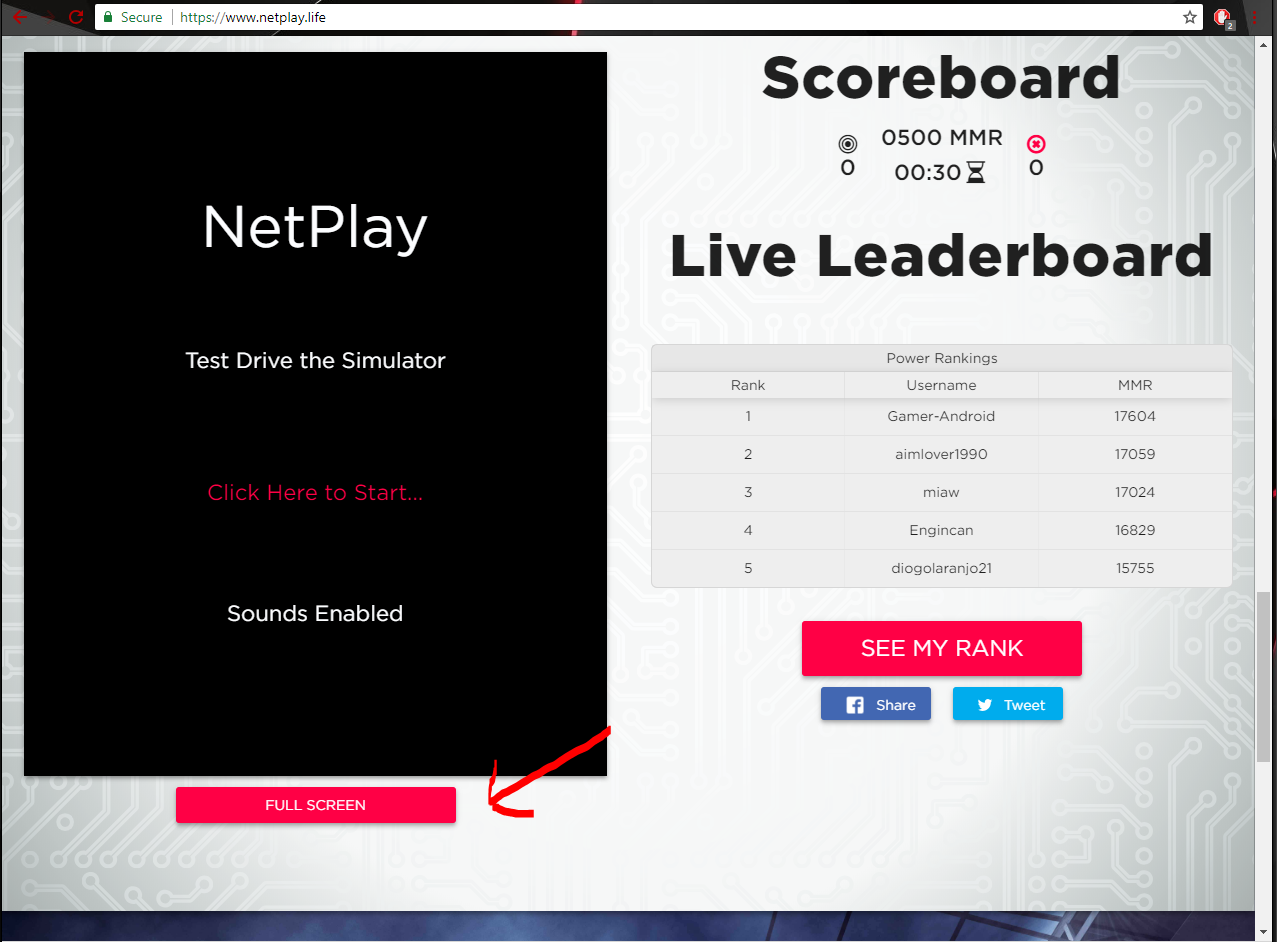 Secure https://www.netplay.life
2
NetPlay
Test Drive the Simulator
Click Here to Start...
Sounds Enabled
FULL SCREEN
Scoreboard
0500 MMR
0 00:30 0
Live Leaderboard
Power Rankings
Rank Username MMR
1 Gamer-Android 17604
2 aimlover1990 17059
3 miaw 17024
4 Engincan 16829
5 diogolaranjo21 15755
SEE MY RANK
Share Tweet